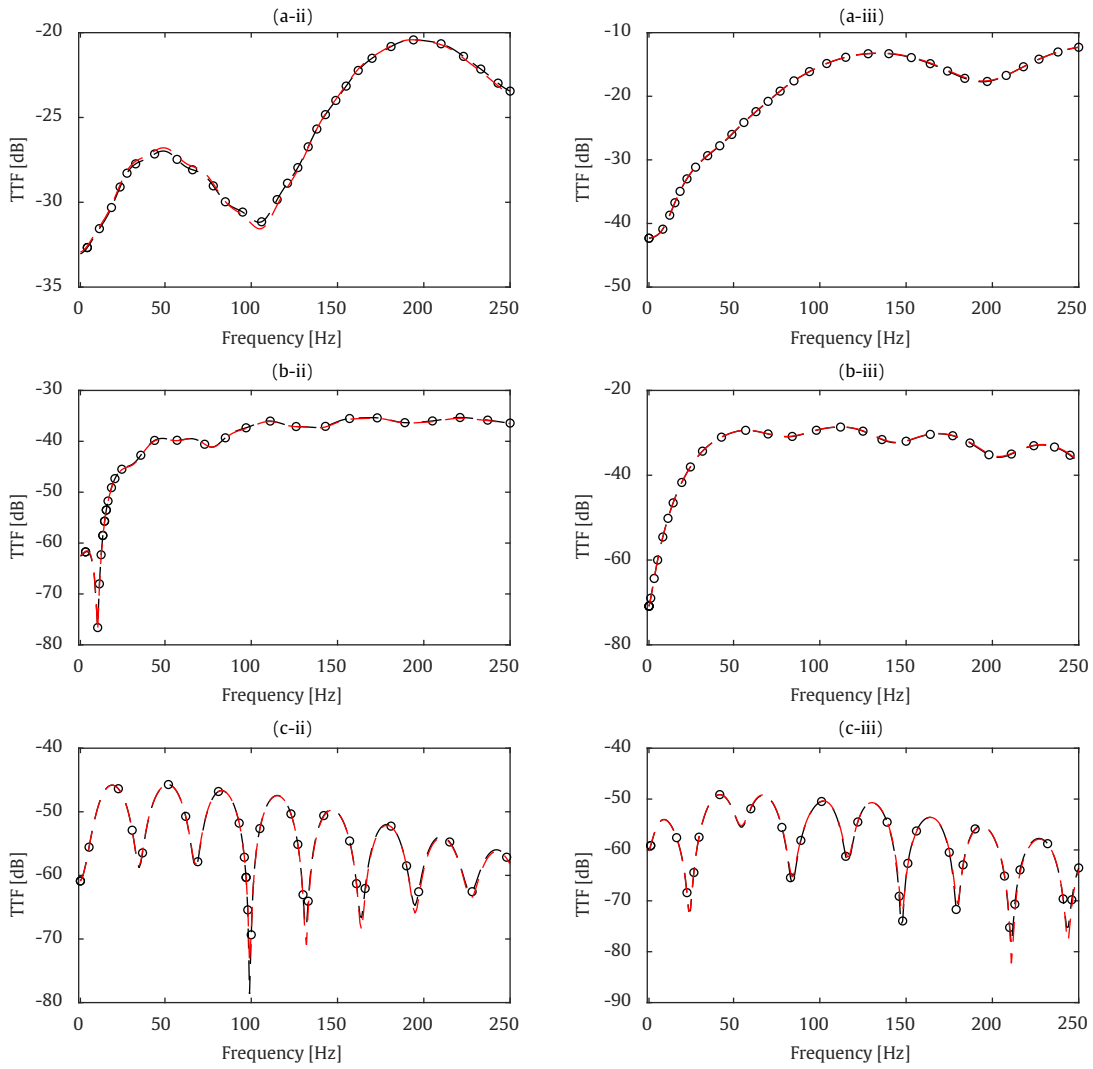 (a-ii)
-20
-25
-30
-35
TTF [dB]
0 50 100 150 200 250
Frequency [Hz]
(a-iii)
-10
-20
-30
-40
-50
TTF [dB]
0 50 100 150 200 250
Frequency [Hz]
(b-ii)
-30
-40
-50
-60
-70
-80
TTF [dB]
0 50 100 150 200 250
Frequency [Hz]
(b-iii)
-20
-40
-60
-80
TTF [dB]
0 50 100 150 200 250
Frequency [Hz]
(c-ii)
-40
-50
-60
-70
-80
TTF [dB]
0 50 100 150 200 250
Frequency [Hz]
(c-iii)
-40
-50
-60
-70
-80
-90
TTF [dB]
0 50 100 150 200 250
Frequency [Hz]